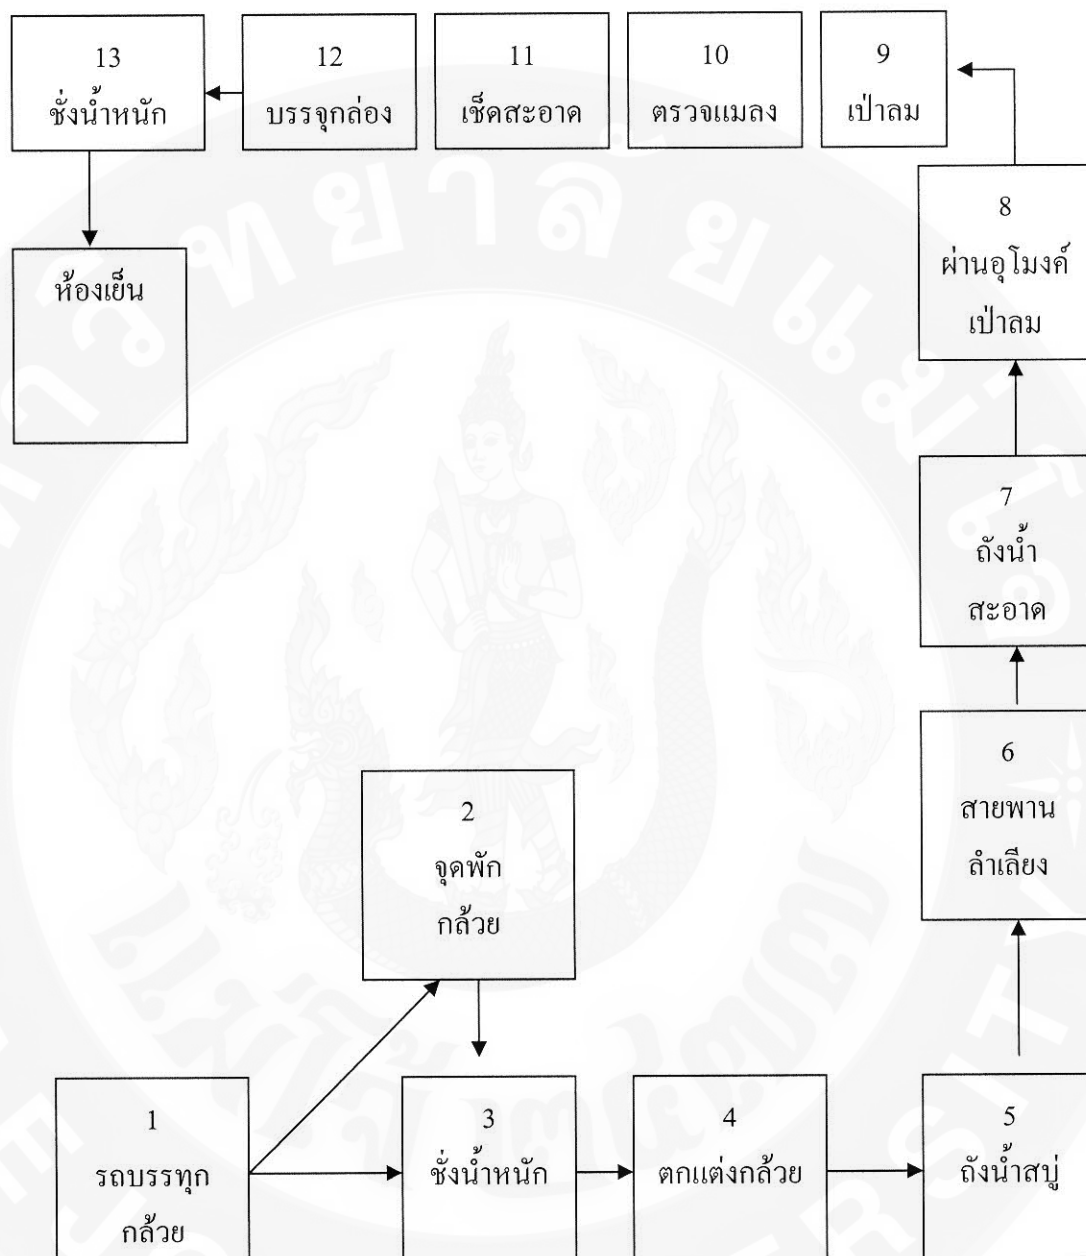 13
ชั่งน้ำหนัก
12
บรรจุกล่อง
11
เช็ดสะอาด
10
ตรวจแมลง
9
เป่าลม
8
ผ่านอุโมงค์
เป่าลม
ห้องเย็น
7
ถังน้ำ
สะอาด
6
สายพาน
ลำเลียง
2
จุดพัก
กล้วย
1
รถบรรทุก
กล้วย
3
ชั่งน้ำหนัก
4
ตกแต่งกล้วย
5
ถังน้ำสบู่